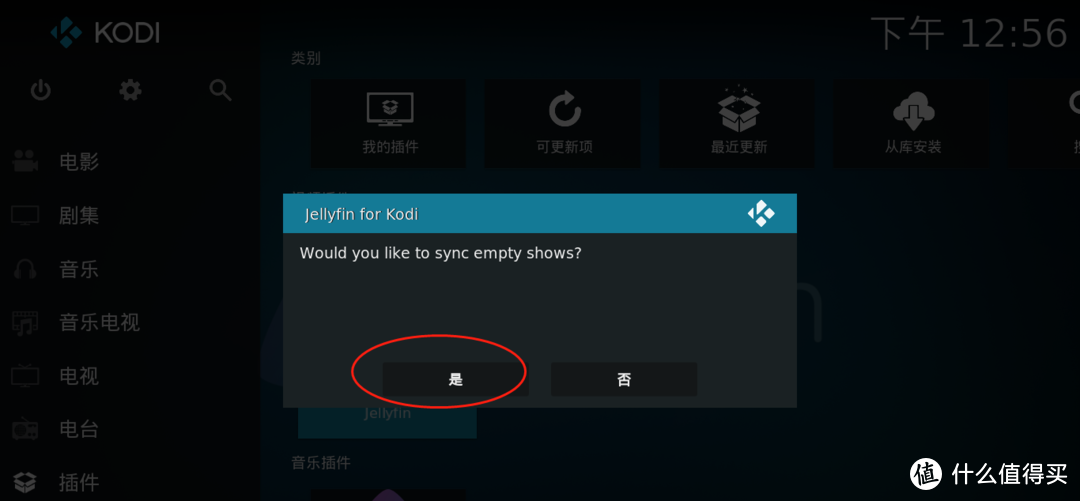 KODI
下午 12:56
类别
我的插件
可更新项
最近更新
从库安装
电影
剧集
音乐
音乐电视
电视
电台
插件
Jellyfin for Kodi
Would you like to sync empty shows?
是
否
Jellyfin
音乐插件
值 什么值得买